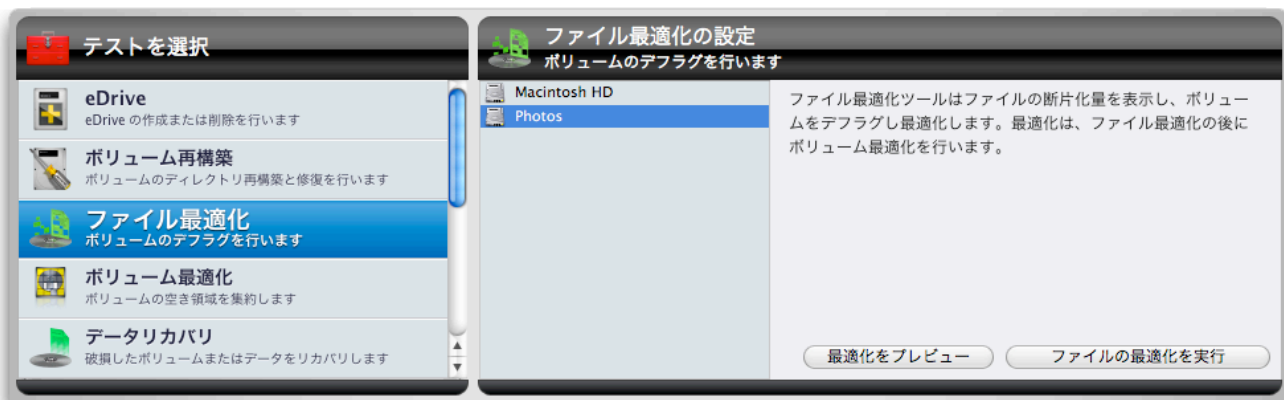 テストを選択
eDrive
eDrive の作成または削除を行います
ボリューム再構築
ボリュームのディレクトリ再構築と修復を行います
ファイル最適化
ボリュームのデフラグを行います
ボリューム最適化
ボリュームの空き領域を集約します
データリカバリ
破損したボリュームまたはデータをリカバリします
ファイル最適化の設定
ボリュームのデフラグを行います
Macintosh HD
Photos
ファイル最適化ツールはファイルの断片化量を表示し、ボリュー
ムをデフラグし最適化します。最適化は、ファイル最適化の後に
ボリューム最適化を行います。
最適化をプレビュー
ファイルの最適化を実行